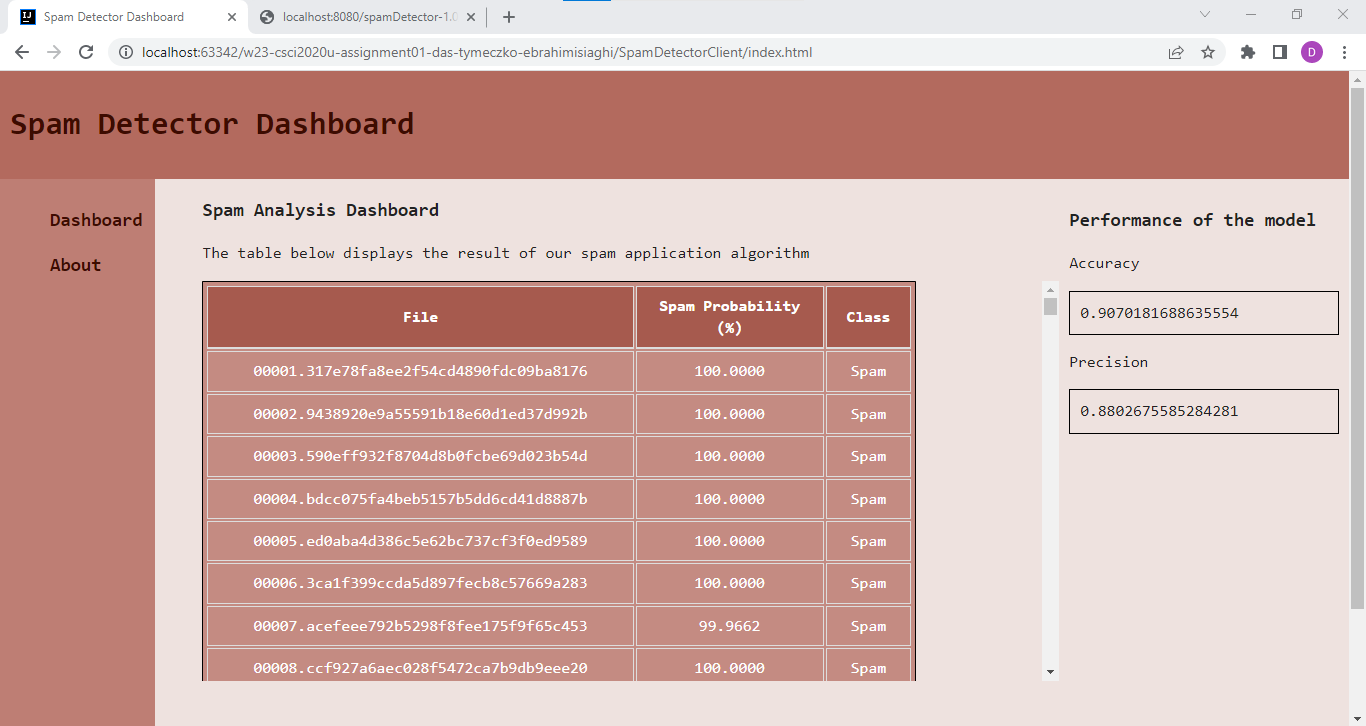 Spam Detector Dashboard
localhost:8080/spamDetector-1.0
localhost:63342/w23-csci2020u-assignment01-das-tymeczko-ebrahimisiaghi/SpamDetectorClient/index.html
D
Spam Detector Dashboard
Dashboard
About
Spam Analysis Dashboard
The table below displays the result of our spam application algorithm
File Spam Probability (%) Class
00001.317e78fa8ee2f54cd4890fdc09ba8176 100.0000 Spam
00002.9438920e9a55591b18e60d1ed37d992b 100.0000 Spam
00003.590eff932f8704d8b0fcbe69d023b54d 100.0000 Spam
00004.bdcc075fa4beb5157b5dd6cd41d8887b 100.0000 Spam
00005.ed0aba4d386c5e62bc737cf3f0ed9589 100.0000 Spam
00006.3ca1f399ccda5d897fecb8c57669a283 100.0000 Spam
00007.acefeee792b5298f8fee175f9f65c453 99.9662 Spam
00008.ccf927a6aec028f5472ca7b9db9eee20 100.0000 Spam
Performance of the model
Accuracy
0.9070181688635554
Precision
0.8802675585284281